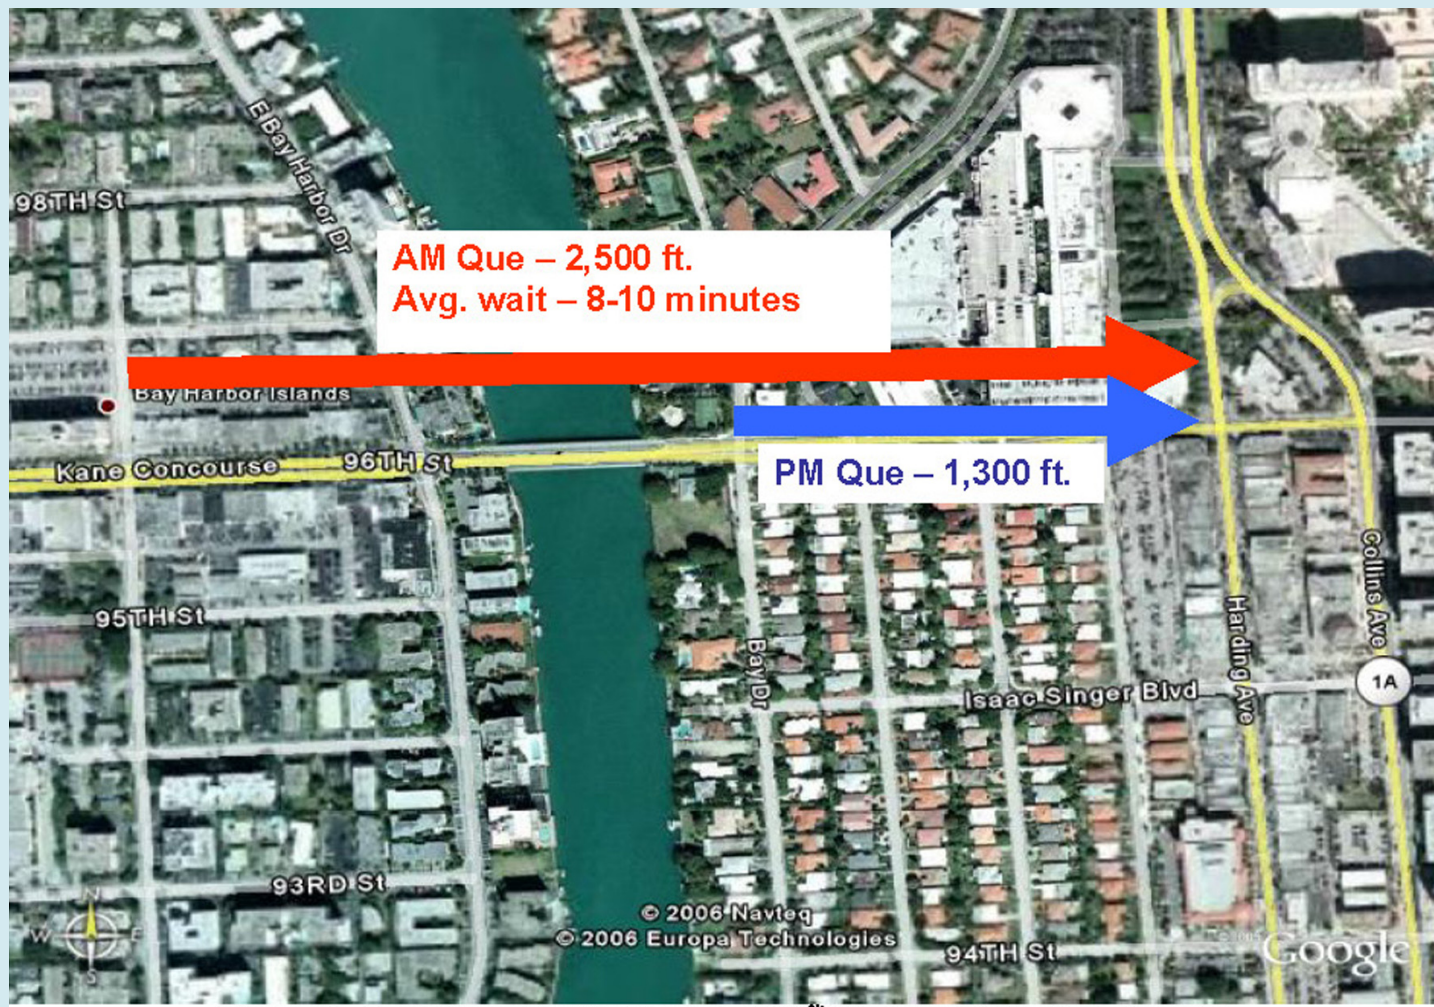 98TH St
E Bay Harbor Dr
AM Que – 2,500 ft.
Avg. wait – 8-10 minutes
Bay Harbor Islands
Kane Concourse
96TH St
PM Que – 1,300 ft.
95TH St
Bay Dr
Isaac Singer Blvd
Harding Ave
Collins Ave
1A
93RD St
94TH St
N
W
E
S
© 2006 Navteq
© 2006 Europa Technologies
Google